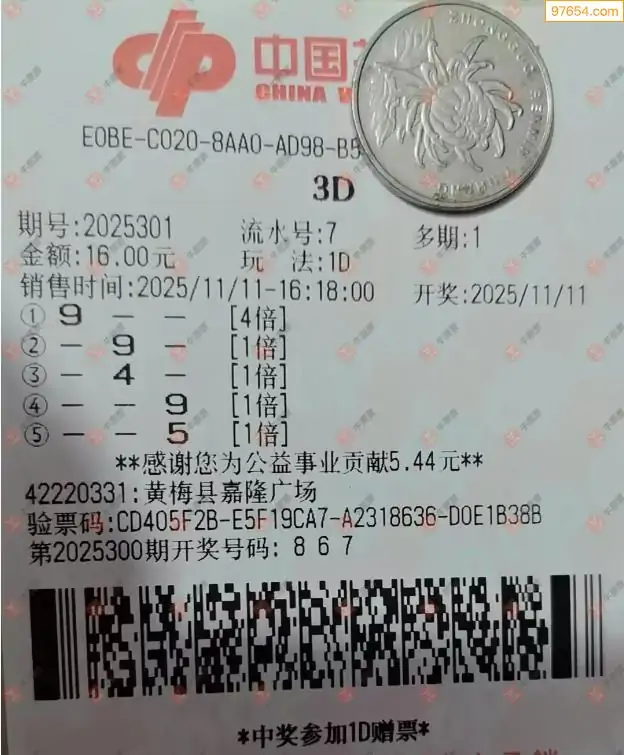 97654.com
中国
CHINA W
ZHONGGUO RENMIN
E0BE-C020-8AA0-AD98-B5
3D
期号:2025301 流水号:7 多期:1
金额:16.00元 玩 法:1D
销售时间:2025/11/11-16:18:00 开奖:2025/11/11
① 9 - - [4倍]
② - 9 - [1倍]
③ - 4 - [1倍]
④ - - 9 [1倍]
⑤ - - 5 [1倍]
**感谢您为公益事业贡献5.44元**
42220331:黄梅县嘉隆广场
验票码:CD405F2B-E5F19CA7-A2318636-D0E1B38B
第2025300期开奖号码: 8 6 7
*中奖参加1D赠票*